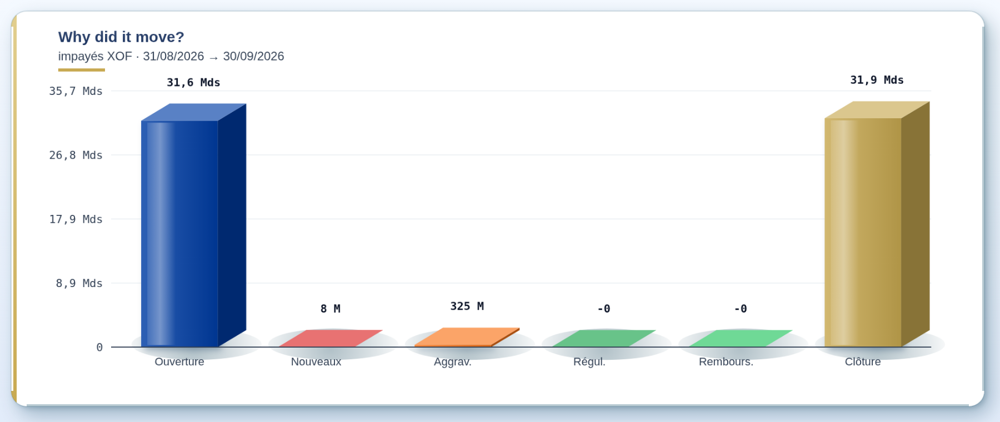 Why did it move?
impayés XOF · 31/08/2026 → 30/09/2026
31,6 Mds
31,9 Mds
35,7 Mds
26,8 Mds
17,9 Mds
8,9 Mds
8 M
325 M
-0
-0
0
Ouverture
Nouveaux
Aggrav.
Régul.
Rembours.
Clôture